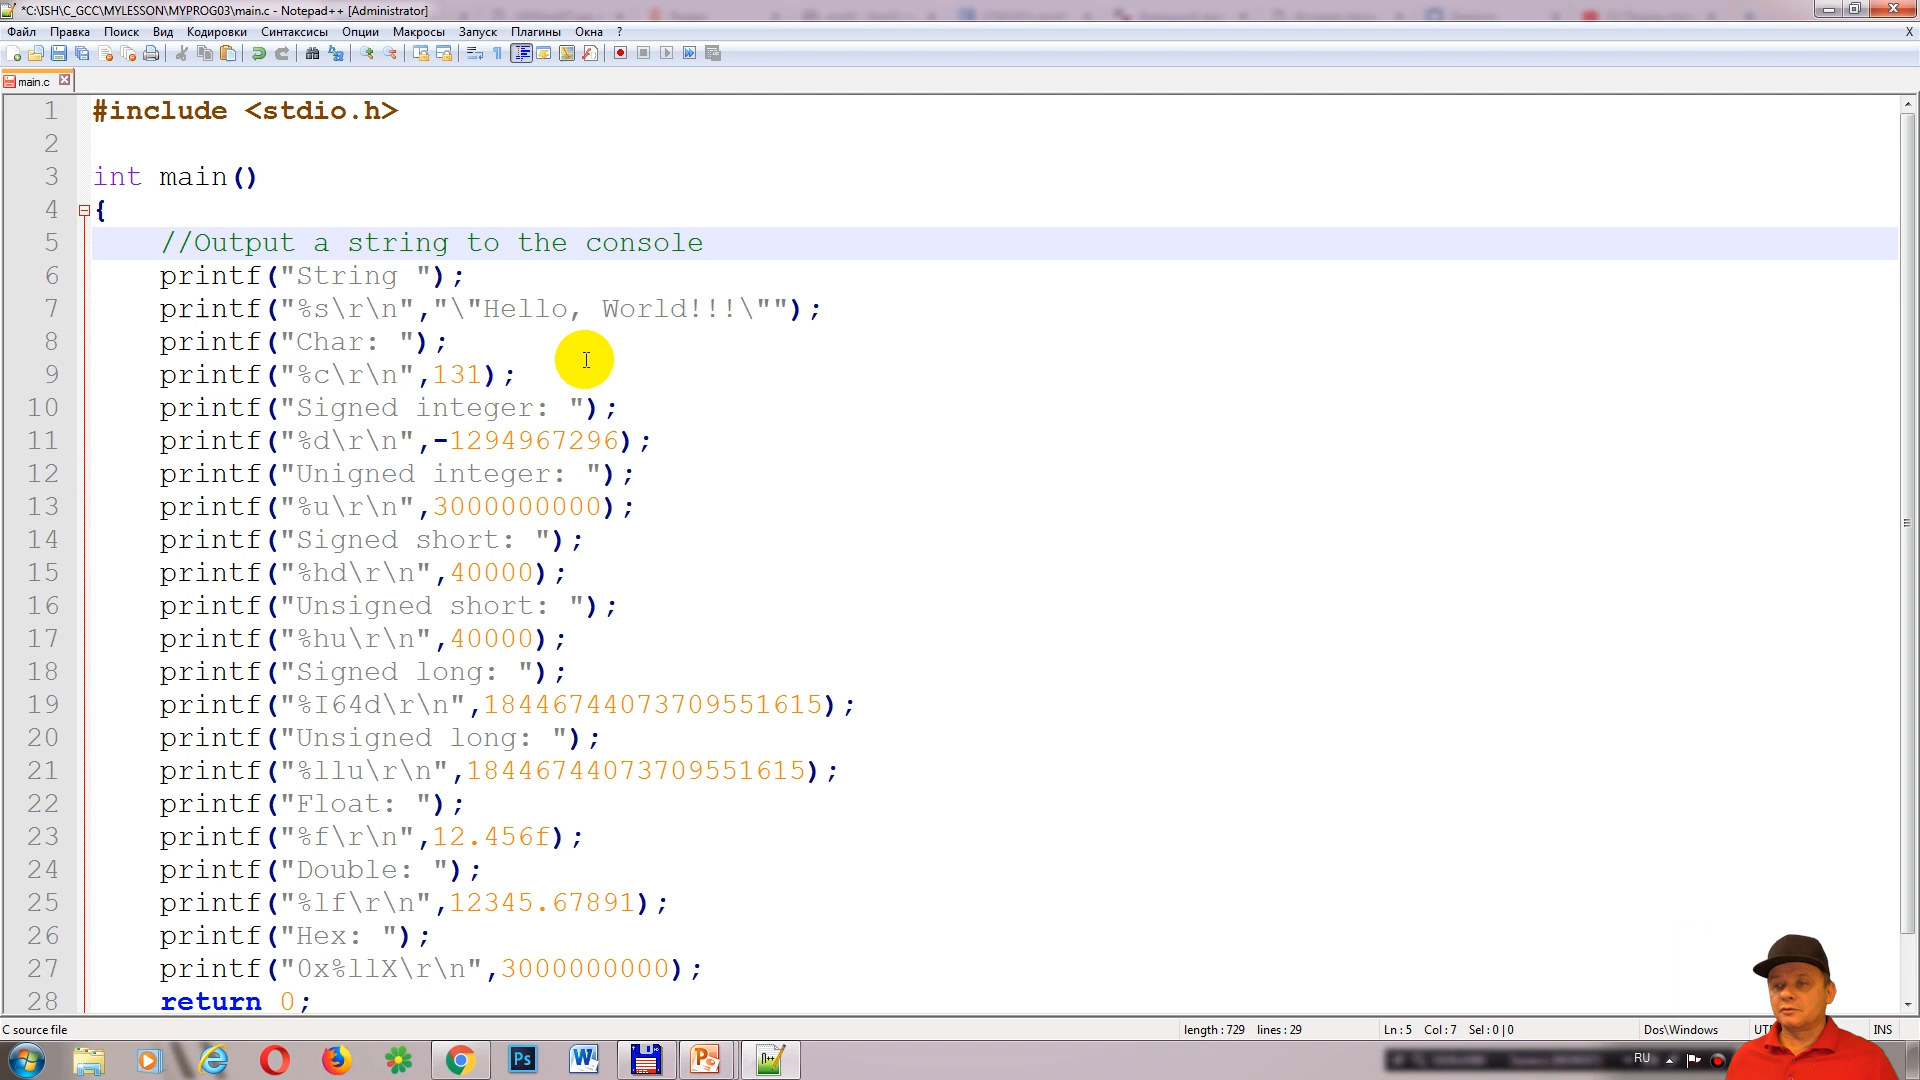 *C:\ISH\C_GCC\MYLESSON\MYPROG03\main.c - Notepad++ [Administrator]
Файл Правка Поиск Вид Кодировки Синтаксисы Опции Макросы Запуск Плагины Окна ? X
main.c
1 #include <stdio.h>
2
3 int main()
4 {
5 //Output a string to the console
6 printf("String ");
7 printf("%s\r\n","\"Hello, World!!!\"");
8 printf("Char: ");
9 printf("%c\r\n",131);
10 printf("Signed integer: ");
11 printf("%d\r\n",-1294967296);
12 printf("Unigned integer: ");
13 printf("%u\r\n",3000000000);
14 printf("Signed short: ");
15 printf("%hd\r\n",40000);
16 printf("Unsigned short: ");
17 printf("%hu\r\n",40000);
18 printf("Signed long: ");
19 printf("%I64d\r\n",18446744073709551615);
20 printf("Unsigned long: ");
21 printf("%llu\r\n",18446744073709551615);
22 printf("Float: ");
23 printf("%f\r\n",12.456f);
24 printf("Double: ");
25 printf("%lf\r\n",12345.67891);
26 printf("Hex: ");
27 printf("0x%llX\r\n",3000000000);
28 return 0;
C source file length : 729 lines : 29 Ln : 5 Col : 7 Sel : 0 | 0 Dos\Windows INS
Ps W P n++ RU